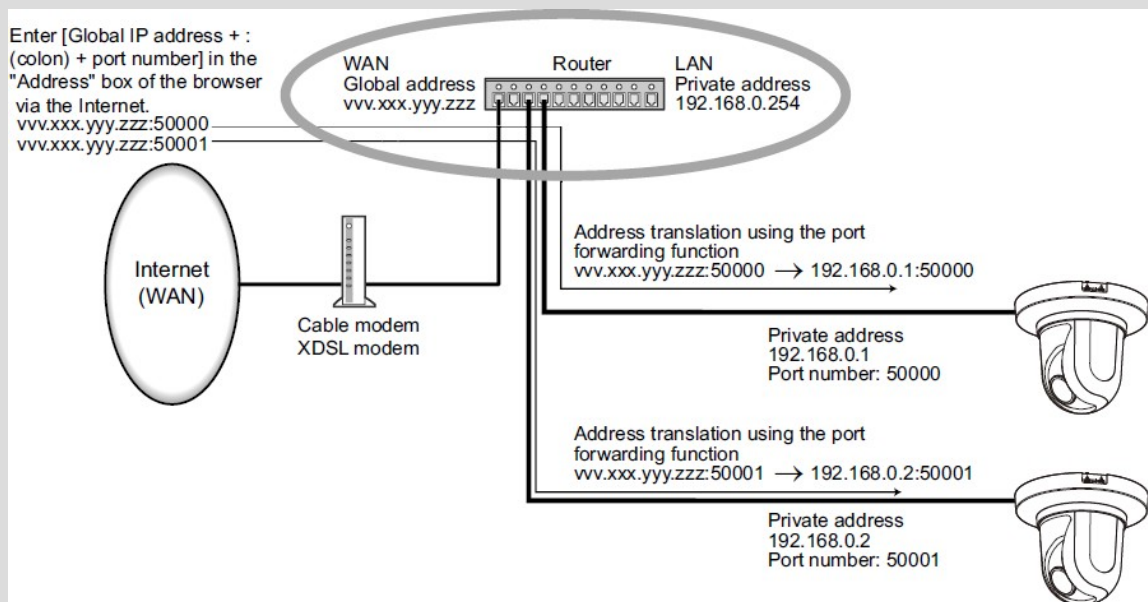 Enter [Global IP address + :
(colon) + port number] in the
"Address" box of the browser
via the Internet.
vvv.xxx.yyy.zzz:50000
vvv.xxx.yyy.zzz:50001
WAN
Global address
vvv.xxx.yyy.zzz
Router
LAN
Private address
192.168.0.254
Internet
(WAN)
Cable modem
XDSL modem
Address translation using the port
forwarding function
vvv.xxx.yyy.zzz:50000 → 192.168.0.1:50000
Private address
192.168.0.1
Port number: 50000
Address translation using the port
forwarding function
vvv.xxx.yyy.zzz:50001 → 192.168.0.2:50001
Private address
192.168.0.2
Port number: 50001